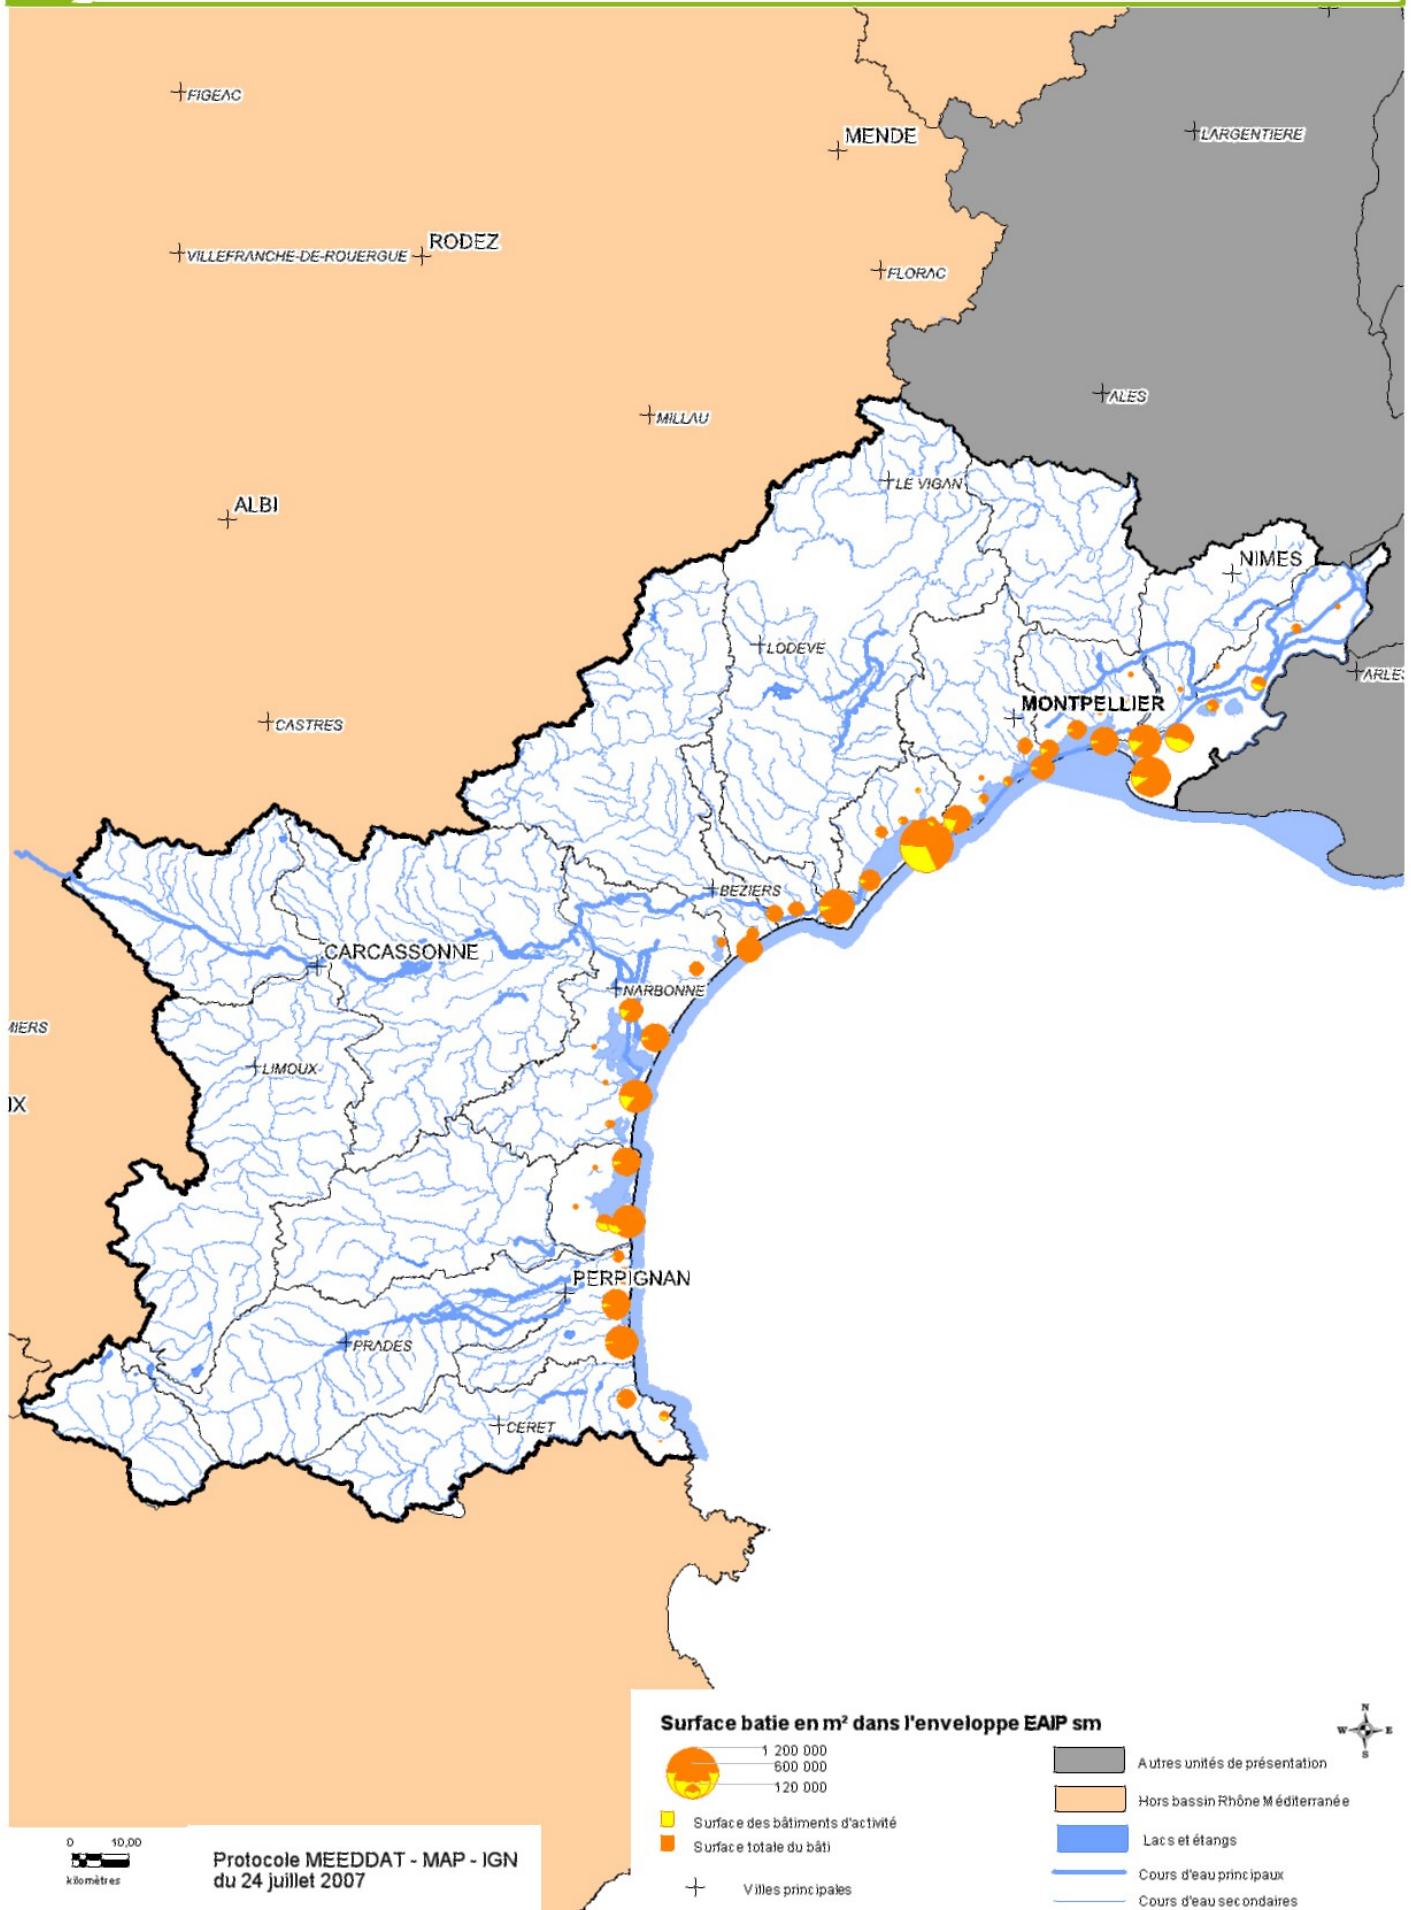 FIGEAC
MENDE
LARGENTIERE
RODEZ
VILLEFRANCHE-DE-ROUERGUE
FLORAC
ALES
MILLAU
LE VIGAN
ALBI
NIMES
LODEVE
MONTPELLIER
CASTRES
BEZIERS
CARCASSONNE
NARBONNE
MIERS
LIMOUX
IX
PERPIGNAN
PRADES
CERET
Surface batie en m² dans l'enveloppe EAIP sm
1 200 000
600 000
120 000
Surface des bâtiments d'activité
Surface totale du bâti
Villes principales
N
W E
S
Autres unités de présentation
Hors bassin Rhône Méditerranée
Lacs et étangs
Cours d'eau principaux
Cours d'eau secondaires
0 10,00
kilomètres
Protocole MEEDDAT - MAP - IGN
du 24 juillet 2007